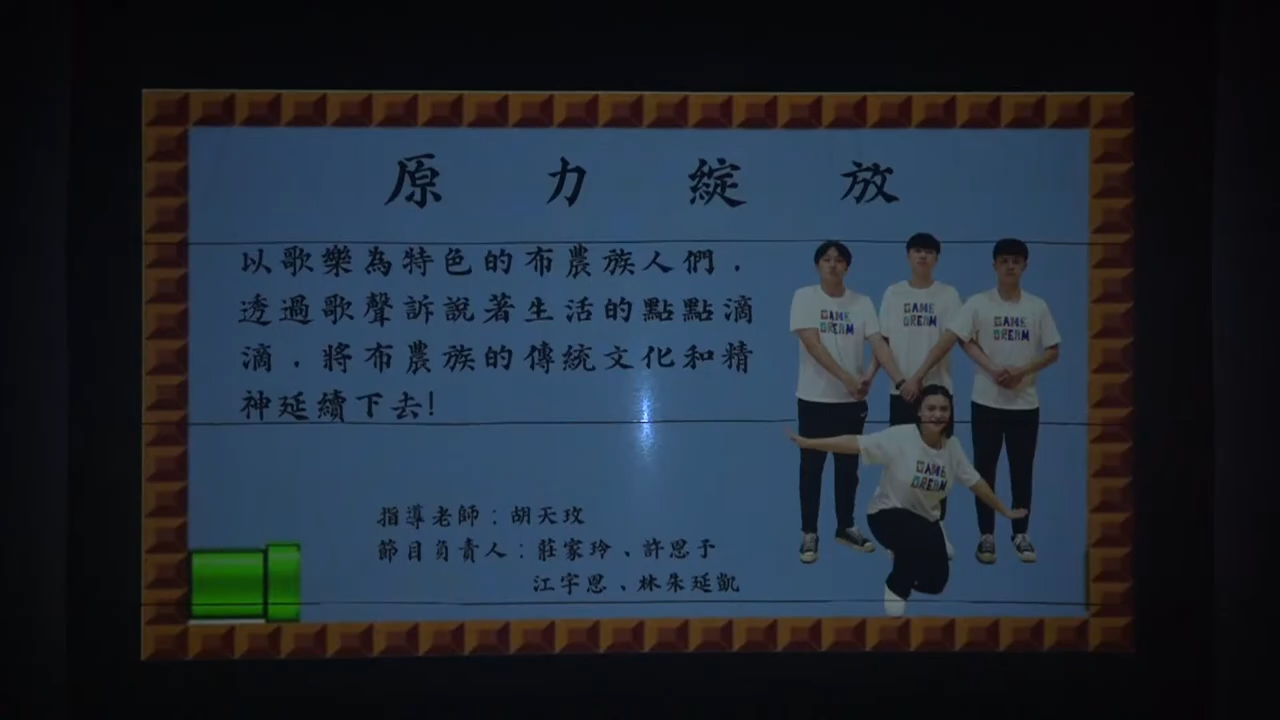 原力綻放
以歌樂為特色的布農族人們，
透過歌聲訴說著生活的點點滴
滴，將布農族的傳統文化和精
神延續下去!
指導老師：胡天玫
節目負責人：莊家玲、許恩予
江宇恩、林朱延凱
GAME
DREAM
GAME
DREAM
GAME
DREAM
GAME
DREAM